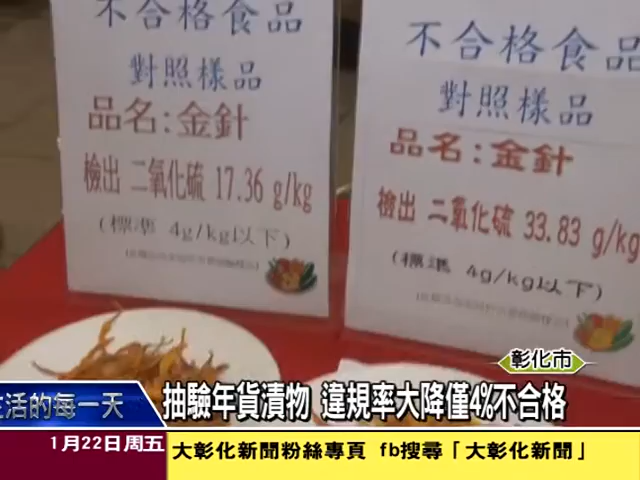 不合格食品
對照樣品
品名:金針
檢出 二氧化硫 17.36 g/kg
(標準 4g/kg以下)
不合格食品
對照樣品
品名:金針
檢出 二氧化硫 33.83 g/kg
(標準 4g/kg以下)
彰化市
生活的每一天
抽驗年貨漬物 違規率大降僅4%不合格
1月22日周五
大彰化新聞粉絲專頁 fb搜尋「大彰化新聞」